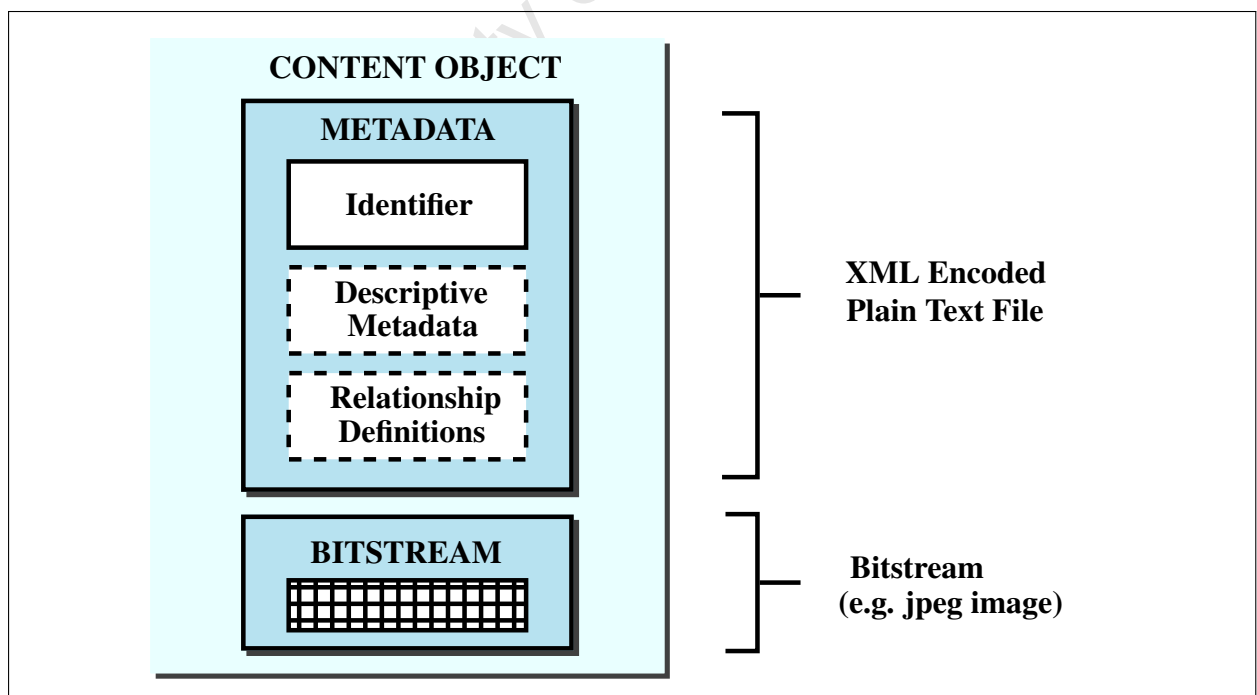 CONTENT OBJECT
METADATA
Identifier
Descriptive
Metadata
Relationship
Definitions
XML Encoded
Plain Text File
BITSTREAM
Bitstream
(e.g. jpeg image)